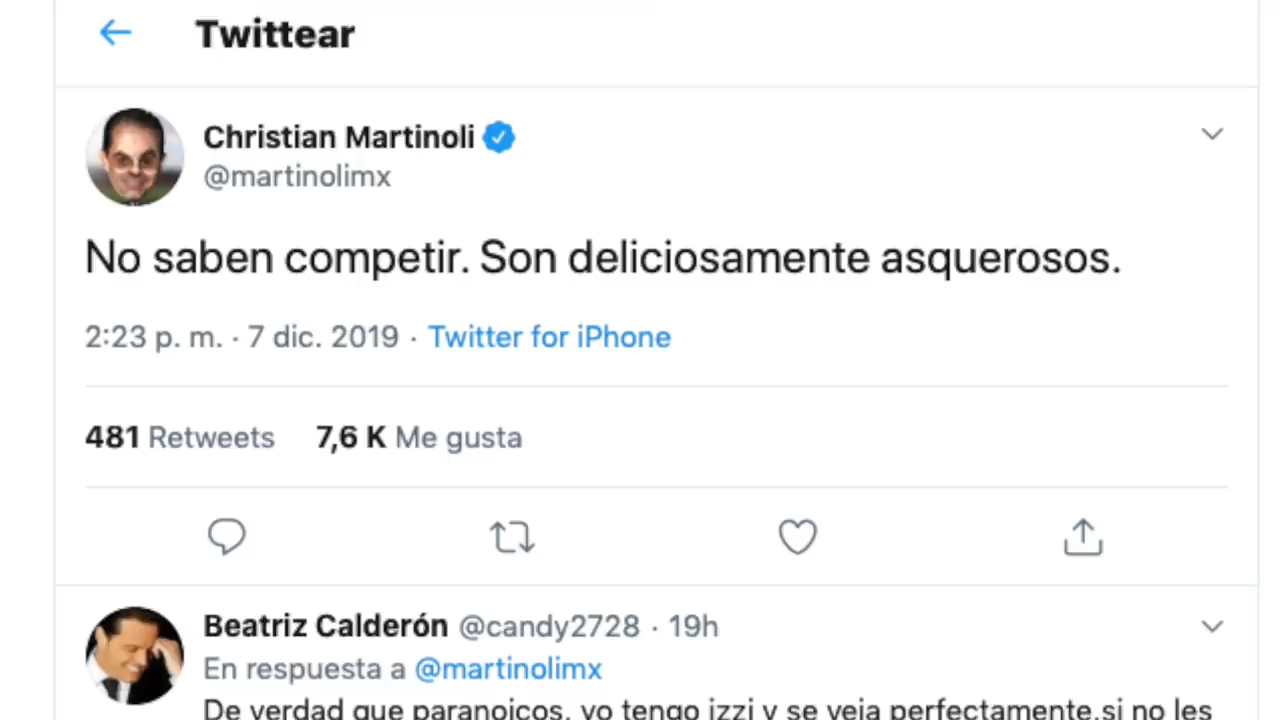 Twittear
Christian Martinoli
@martinolimx
No saben competir. Son deliciosamente asquerosos.
2:23 p. m. · 7 dic. 2019 · Twitter for iPhone
481 Retweets 7,6 K Me gusta
Beatriz Calderón @candy2728 · 19h
En respuesta a @martinolimx
De verdad que paranoicos, yo tengo izzi y se veia perfectamente,si no les